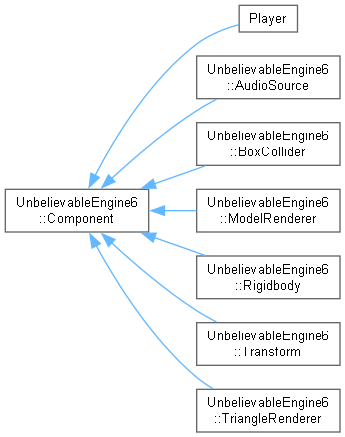 Player
UnbelievableEngine6
::AudioSource
UnbelievableEngine6
::BoxCollider
UnbelievableEngine6
::Component
UnbelievableEngine6
::ModelRenderer
UnbelievableEngine6
::Rigidbody
UnbelievableEngine6
::Transform
UnbelievableEngine6
::TriangleRenderer